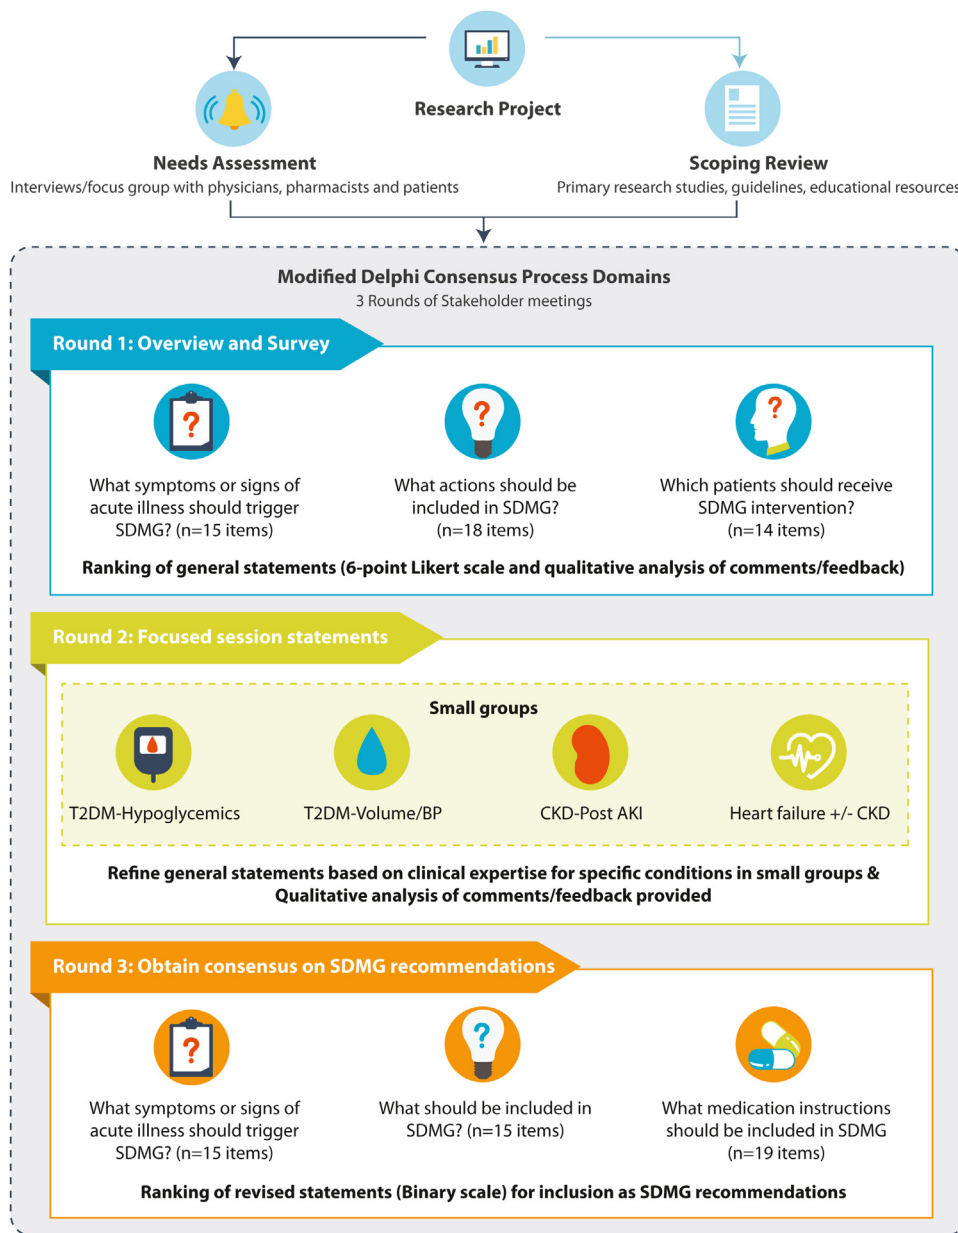 Research Project
Needs Assessment
Interviews/focus group with physicians, pharmacists and patients
Scoping Review
Primary research studies, guidelines, educational resources
Modified Delphi Consensus Process Domains
3 Rounds of Stakeholder meetings
Round 1: Overview and Survey
?
What symptoms or signs of
acute illness should trigger
SDMG? (n=15 items)
?
What actions should be
included in SDMG?
(n=18 items)
?
Which patients should receive
SDMG intervention?
(n=14 items)
Ranking of general statements (6-point Likert scale and qualitative analysis of comments/feedback)
Round 2: Focused session statements
Small groups
T2DM-Hypoglycemics
T2DM-Volume/BP
CKD-Post AKI
Heart failure +/- CKD
Refine general statements based on clinical expertise for specific conditions in small groups &
Qualitative analysis of comments/feedback provided
Round 3: Obtain consensus on SDMG recommendations
?
What symptoms or signs of
acute illness should trigger
SDMG? (n=15 items)
?
What should be included in
SDMG? (n=15 items)
What medication instructions
should be included in SDMG
(n=19 items)
Ranking of revised statements (Binary scale) for inclusion as SDMG recommendations